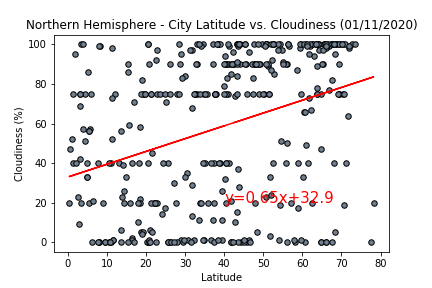 Northern Hemisphere - City Latitude vs. Cloudiness (01/11/2020)
100
80
60
40
20
0
Cloudiness (%)
y=0.65x+32.9
0 10 20 30 40 50 60 70 80
Latitude